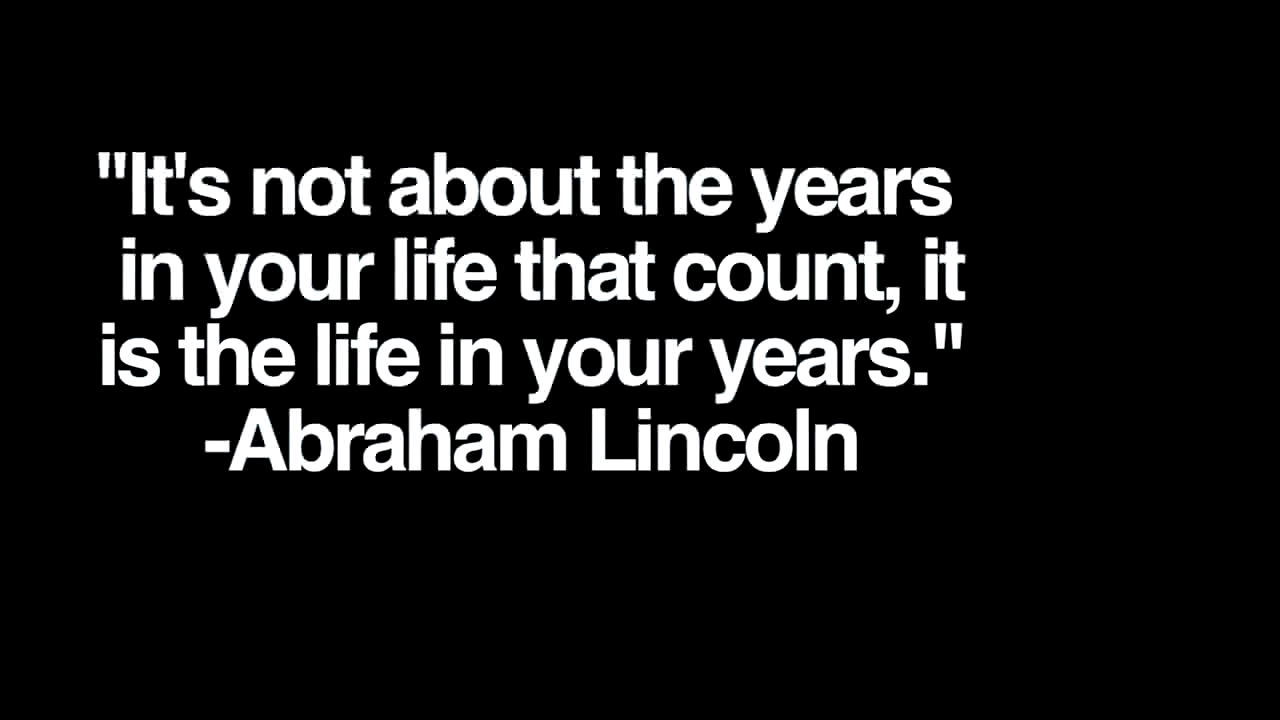 "It's not about the years
in your life that count, it
is the life in your years."
-Abraham Lincoln